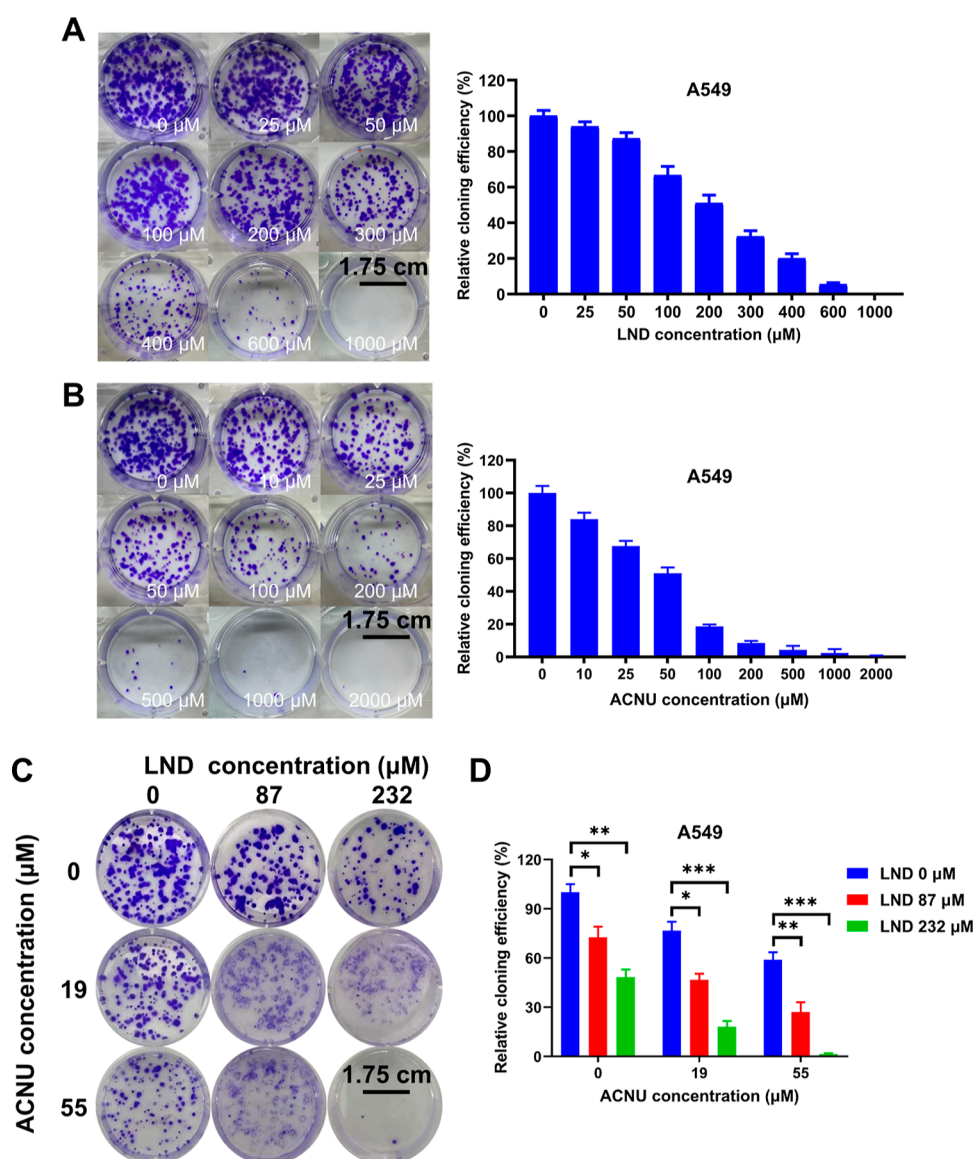 A
0 µM 25 µM 50 µM
100 µM 200 µM 300 µM
1.75 cm
400 µM 600 µM 1000 µM
A549
Relative cloning efficiency (%)
120
100
80
60
40
20
0
0 25 50 100 200 300 400 600 1000
LND concentration (µM)
B
0 µM 10 µM 25 µM
50 µM 100 µM 200 µM
1.75 cm
500 µM 1000 µM 2000 µM
A549
Relative cloning efficiency (%)
120
100
80
60
40
20
0
0 10 25 50 100 200 500 1000 2000
ACNU concentration (µM)
C
LND concentration (µM)
0 87 232
ACNU concentration (µM)
0
19
55
1.75 cm
D
A549
Relative cloning efficiency (%)
120
90
60
30
0
** 
*
***
*
***
**
0 19 55
ACNU concentration (µM)
LND 0 µM
LND 87 µM
LND 232 µM